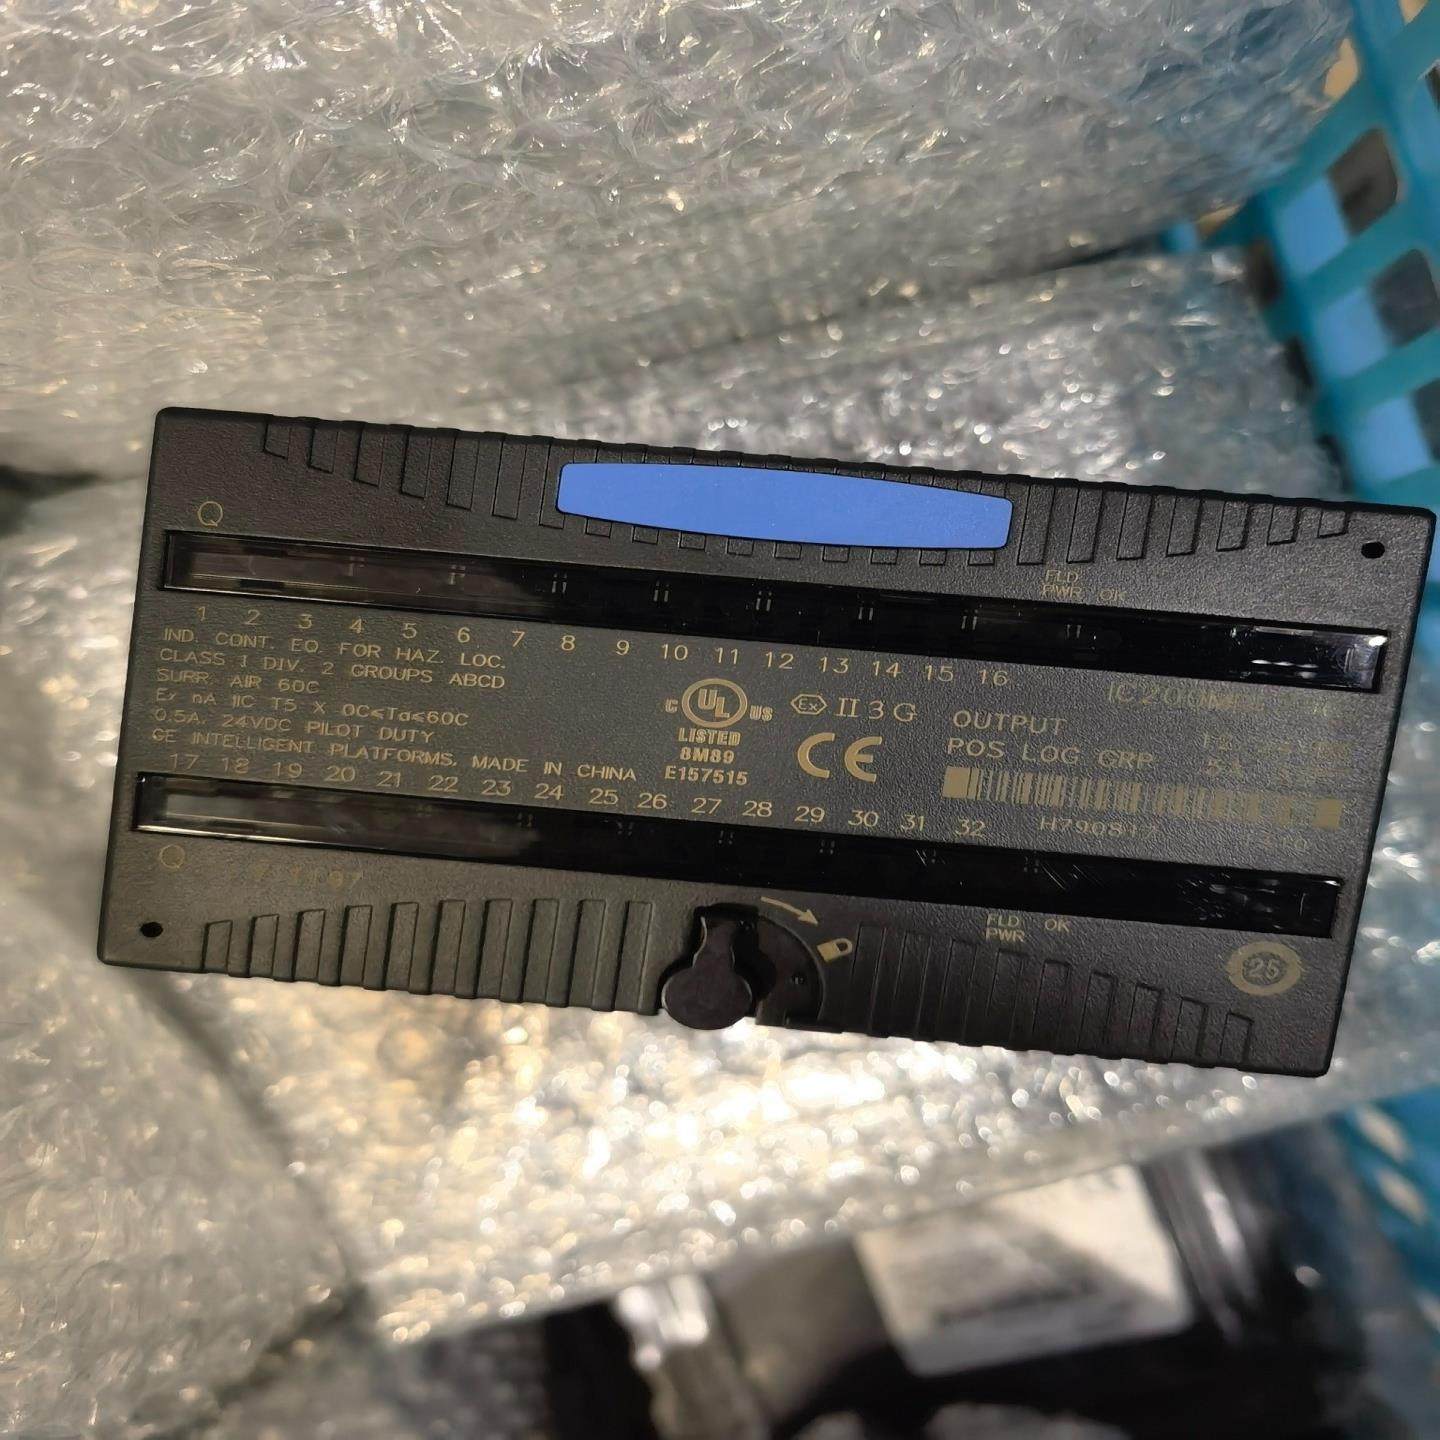 Q
FLD
PWR OK
1 2 3 4 5 6 7 8 9 10 11 12 13 14 15 16
IND. CONT. EQ. FOR HAZ. LOC.
CLASS 1 DIV. 2 GROUPS ABCD
SURR. AIR 60C
Ex nA IIC T5 X 0C≤Ta≤60C
0.5A, 24VDC PILOT DUTY
GE INTELLIGENT PLATFORMS, MADE IN CHINA
C UL US
LISTED
8M89
E157515
Ex II 3 G
CE
OUTPUT
POS LOG GRP
17 18 19 20 21 22 23 24 25 26 27 28 29 30 31 32
Q
FLD OK
PWR
25